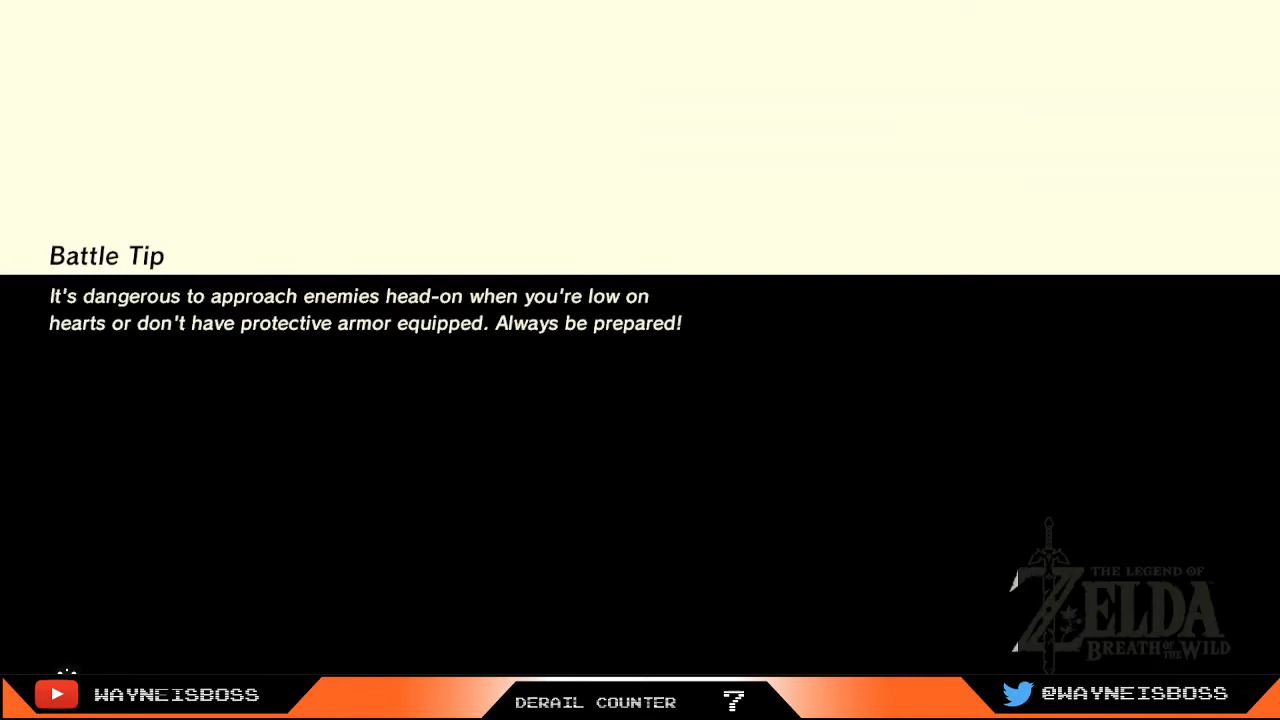 Battle Tip
It's dangerous to approach enemies head-on when you're low on
hearts or don't have protective armor equipped. Always be prepared!
THE LEGEND OF
ZELDA
BREATH OF THE WILD
WAYNEISBOSS
DERAIL COUNTER 7
@WAYNEISBOSS